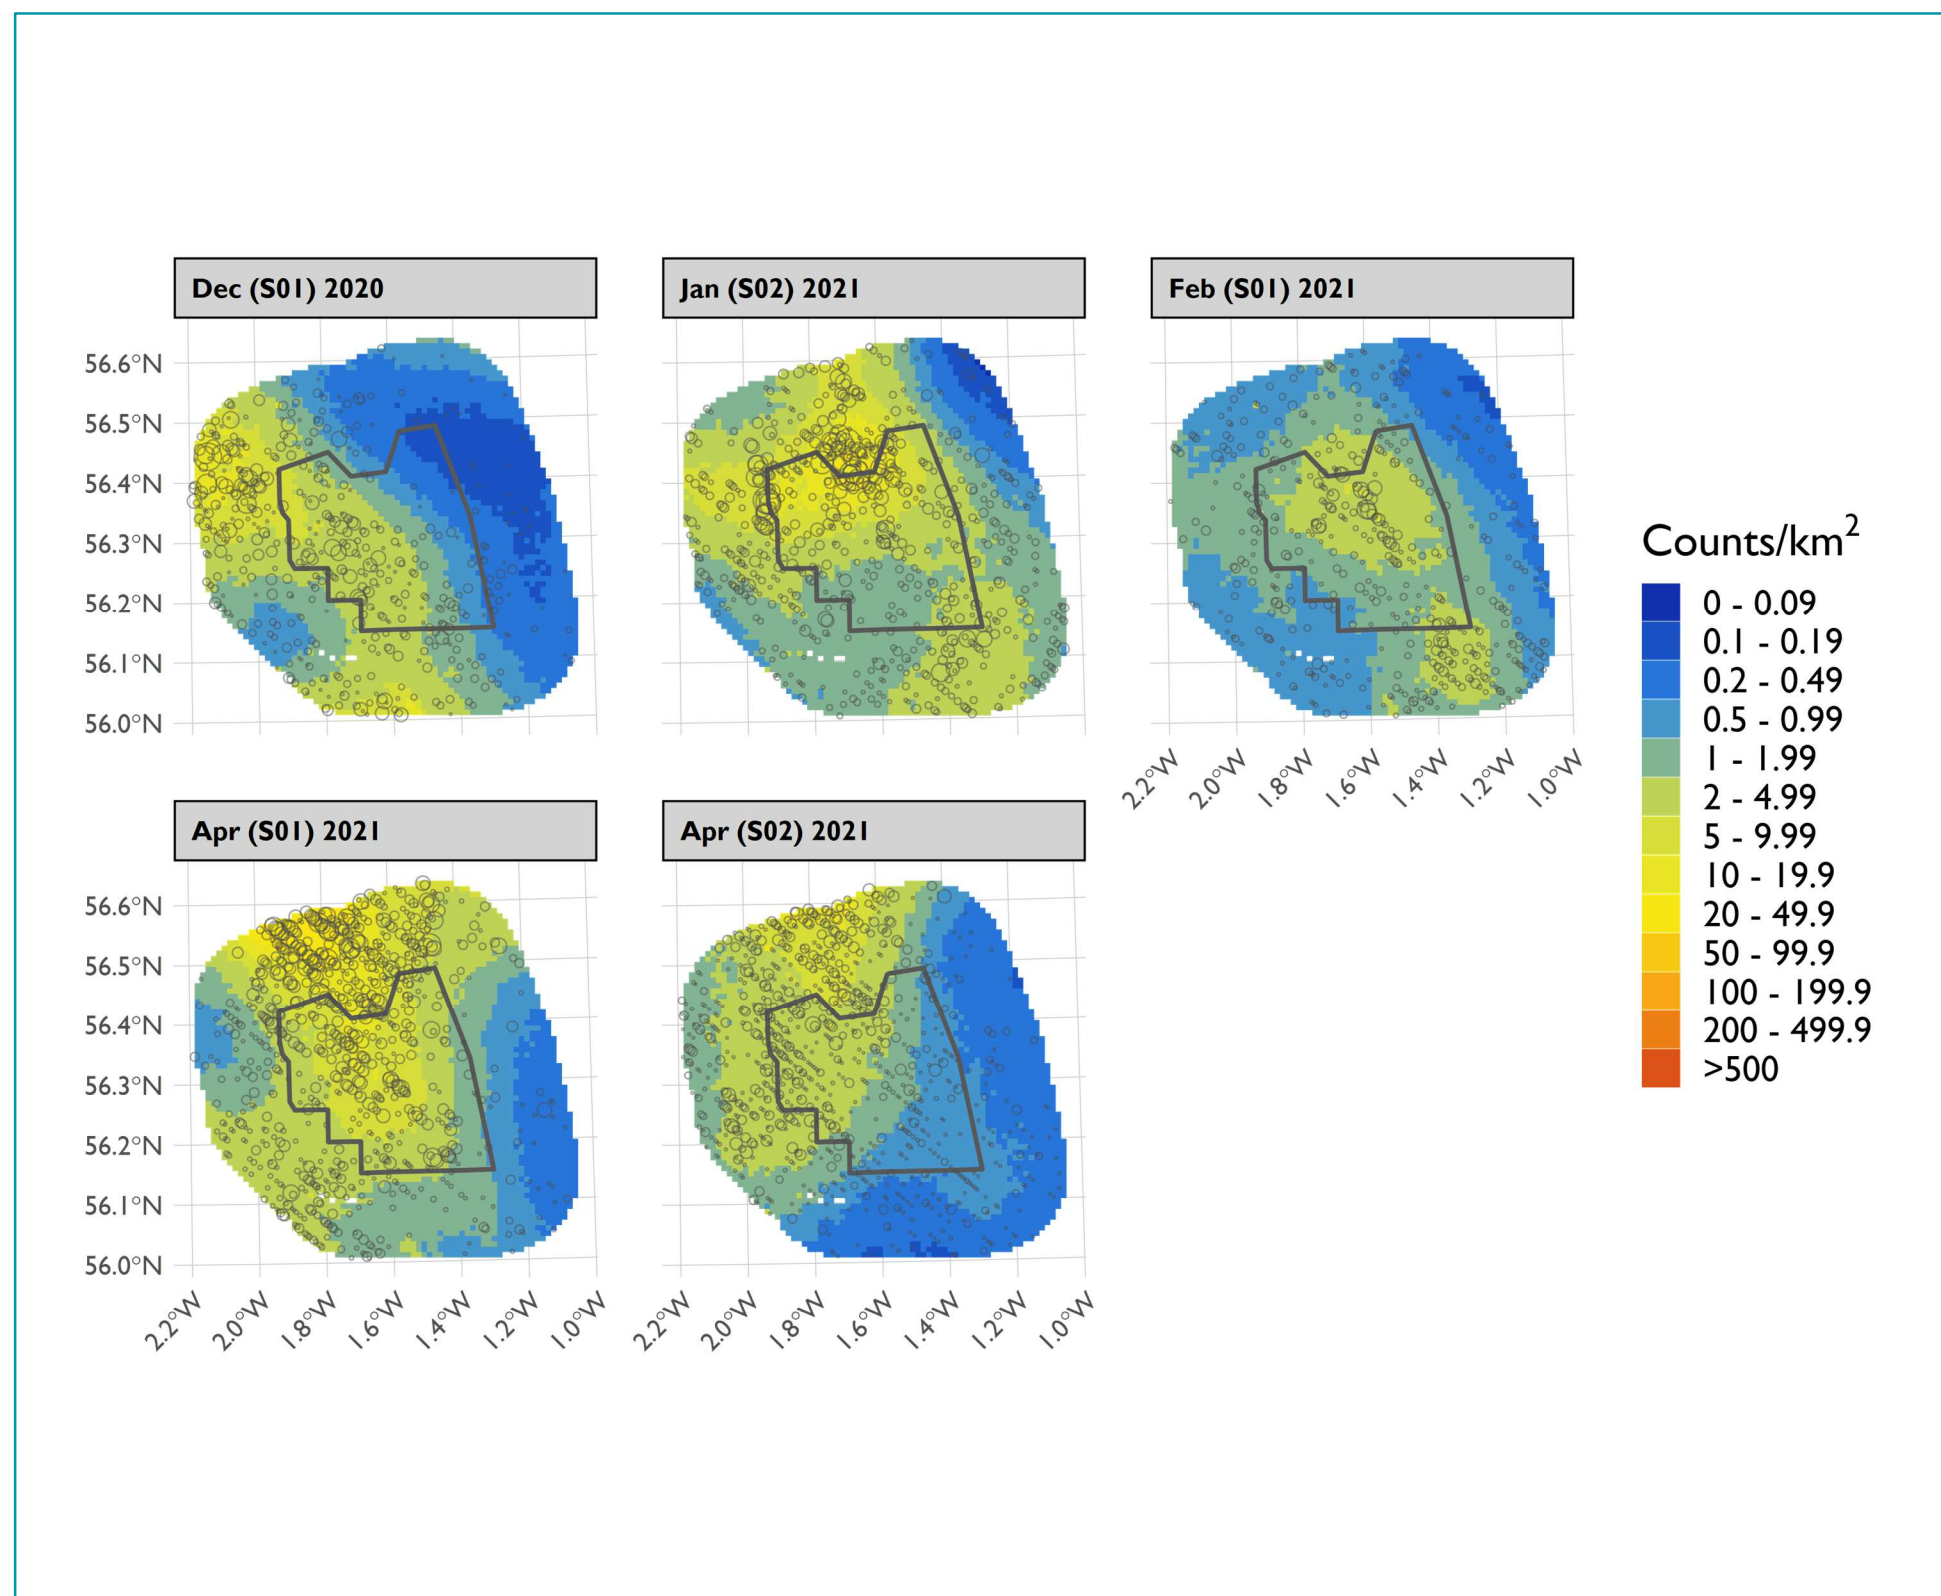 Dec (S01) 2020
Jan (S02) 2021
Feb (S01) 2021
56.6°N
56.5°N
56.4°N
56.3°N
56.2°N
56.1°N
56.0°N
2.2°W 2.0°W 1.8°W 1.6°W 1.4°W 1.2°W 1.0°W
Apr (S01) 2021
Apr (S02) 2021
56.6°N
56.5°N
56.4°N
56.3°N
56.2°N
56.1°N
56.0°N
2.2°W 2.0°W 1.8°W 1.6°W 1.4°W 1.2°W 1.0°W
2.2°W 2.0°W 1.8°W 1.6°W 1.4°W 1.2°W 1.0°W
Counts/km²
0 - 0.09
0.1 - 0.19
0.2 - 0.49
0.5 - 0.99
1 - 1.99
2 - 4.99
5 - 9.99
10 - 19.9
20 - 49.9
50 - 99.9
100 - 199.9
200 - 499.9
>500